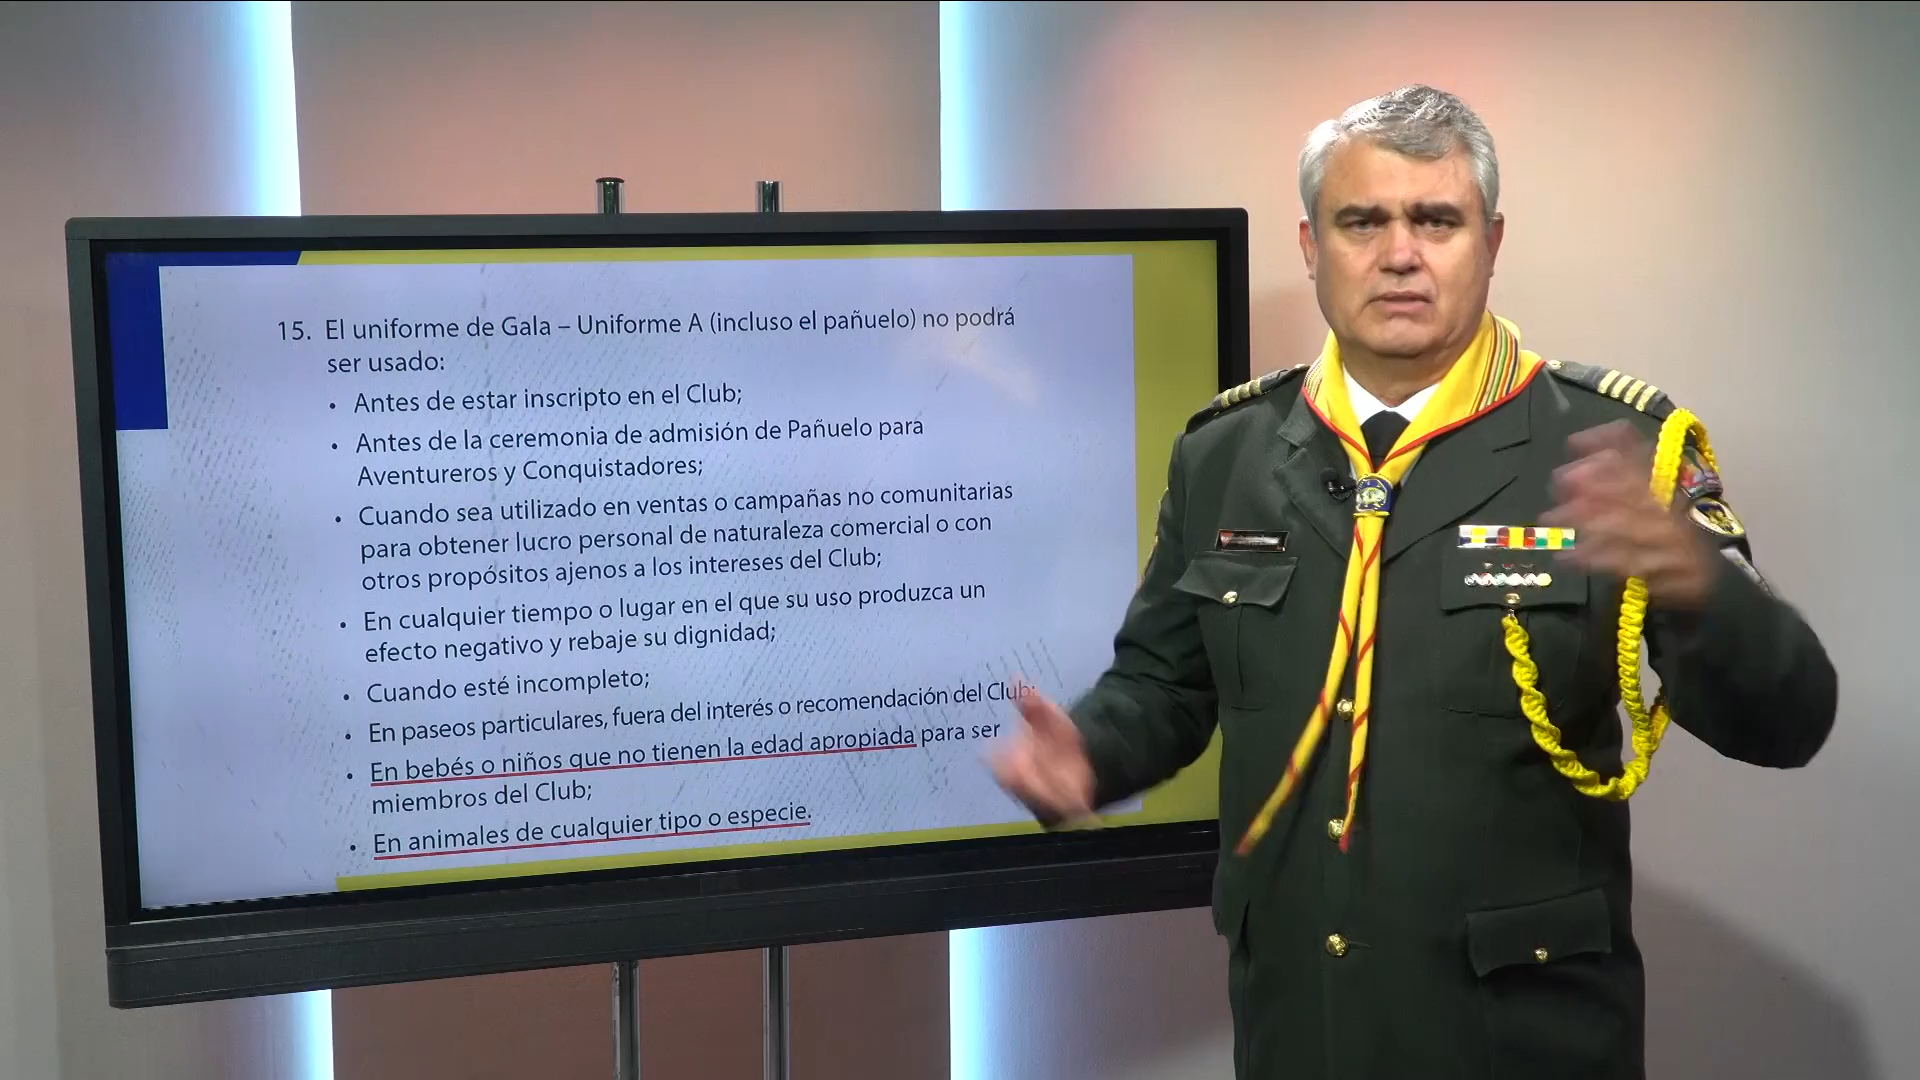 15. El uniforme de Gala – Uniforme A (incluso el pañuelo) no podrá
ser usado:
• Antes de estar inscripto en el Club;
• Antes de la ceremonia de admisión de Pañuelo para
Aventureros y Conquistadores;
• Cuando sea utilizado en ventas o campañas no comunitarias
para obtener lucro personal de naturaleza comercial o con
otros propósitos ajenos a los intereses del Club;
• En cualquier tiempo o lugar en el que su uso produzca un
efecto negativo y rebaje su dignidad;
• Cuando esté incompleto;
• En paseos particulares, fuera del interés o recomendación del Club;
• En bebés o niños que no tienen la edad apropiada para ser
miembros del Club;
• En animales de cualquier tipo o especie.